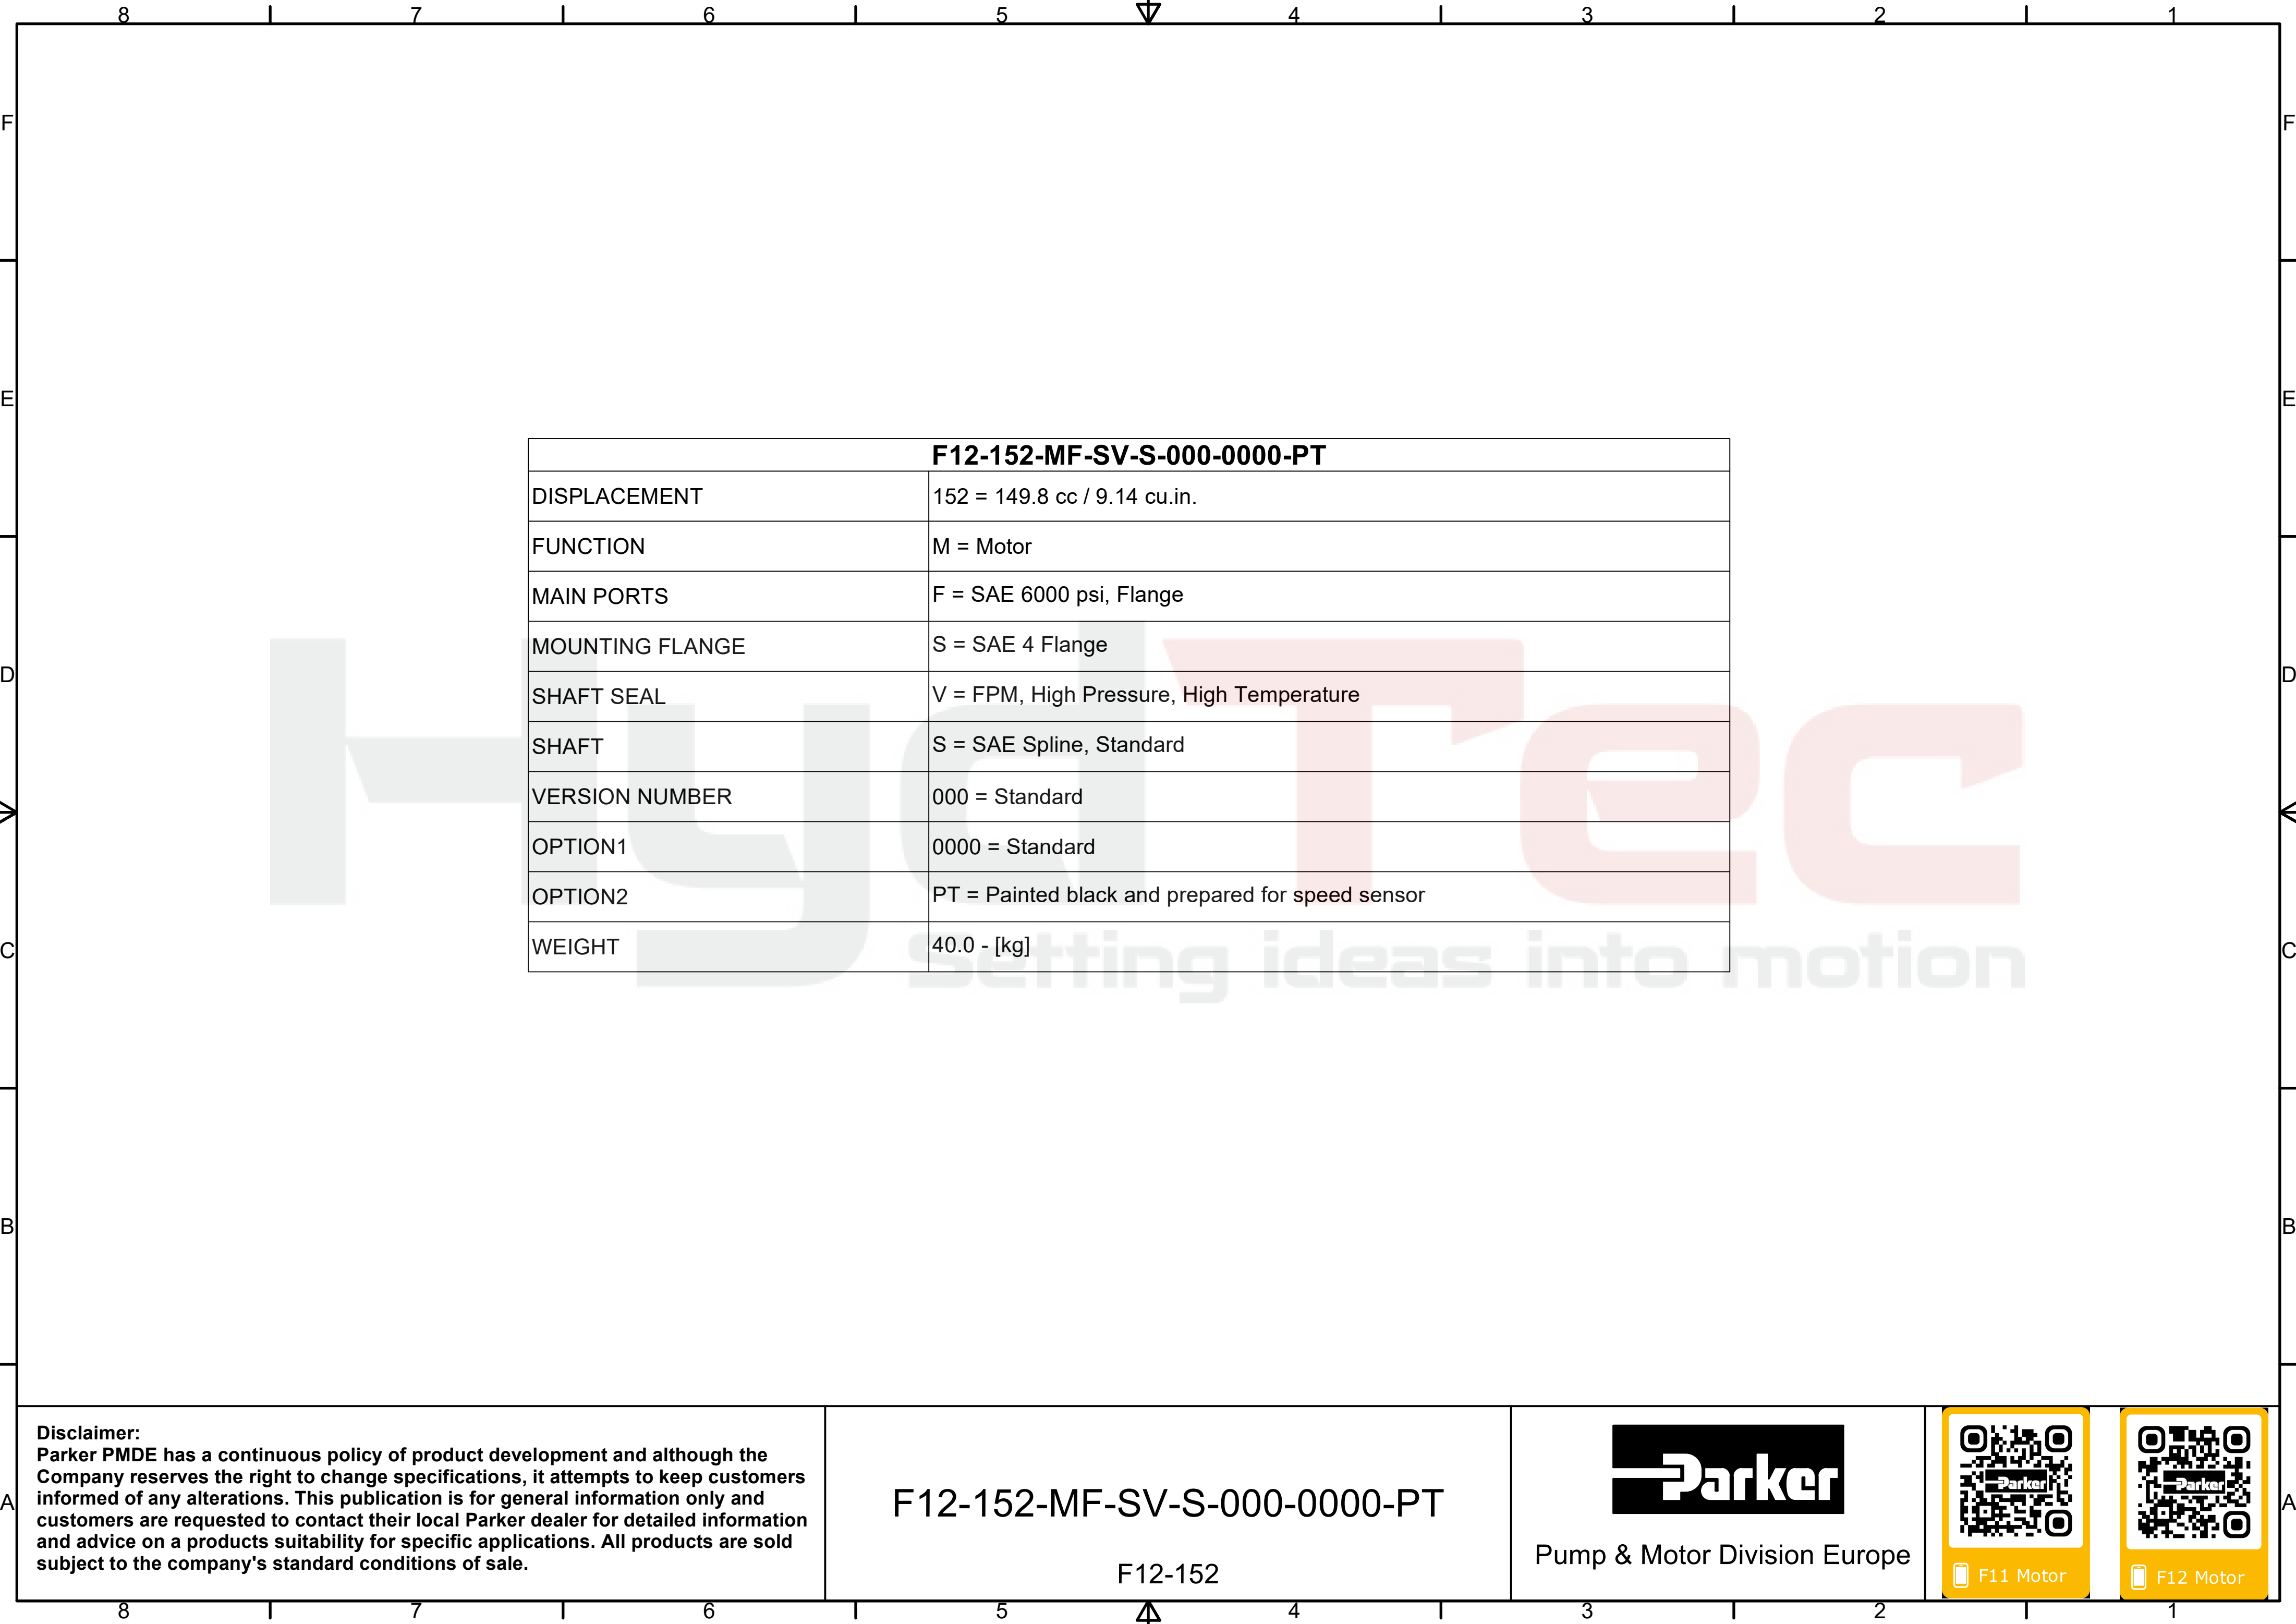 8 7 6 5 4 3 2 1
F F
E E
F12-152-MF-SV-S-000-0000-PT
DISPLACEMENT 152 = 149.8 cc / 9.14 cu.in.
FUNCTION M = Motor
MAIN PORTS F = SAE 6000 psi, Flange
MOUNTING FLANGE S = SAE 4 Flange
D D
SHAFT SEAL V = FPM, High Pressure, High Temperature
SHAFT S = SAE Spline, Standard
VERSION NUMBER 000 = Standard
OPTION1 0000 = Standard
OPTION2 PT = Painted black and prepared for speed sensor
WEIGHT 40.0 - [kg]
HydTec
Setting ideas into motion
C C
B B
A A
Disclaimer:
Parker PMDE has a continuous policy of product development and although the
Company reserves the right to change specifications, it attempts to keep customers
informed of any alterations. This publication is for general information only and
customers are requested to contact their local Parker dealer for detailed information
and advice on a products suitability for specific applications. All products are sold
subject to the company's standard conditions of sale.
F12-152-MF-SV-S-000-0000-PT
F12-152
Parker
Pump & Motor Division Europe
Parker
F11 Motor
Parker
F12 Motor
8 7 6 5 4 3 2 1